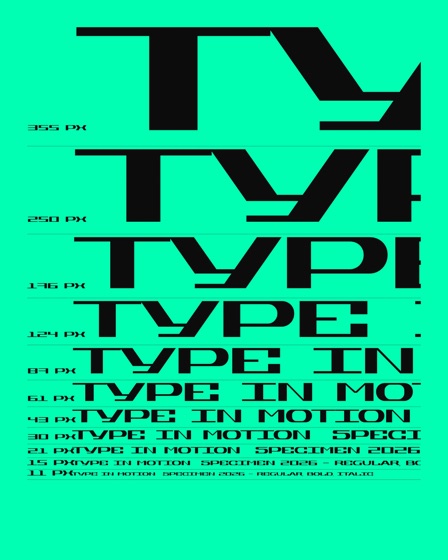 355 PX TY
250 PX TYP
176 PX TYPE
124 PX TYPE
87 PX TYPE IN
61 PX TYPE IN MO
43 PX TYPE IN MOTION
30 PX TYPE IN MOTION SPECI
21 PX TYPE IN MOTION SPECIMEN 2026
15 PX TYPE IN MOTION SPECIMEN 2026 - REGULAR BO
11 PX TYPE IN MOTION SPECIMEN 2026 - REGULAR BOLD ITALIC